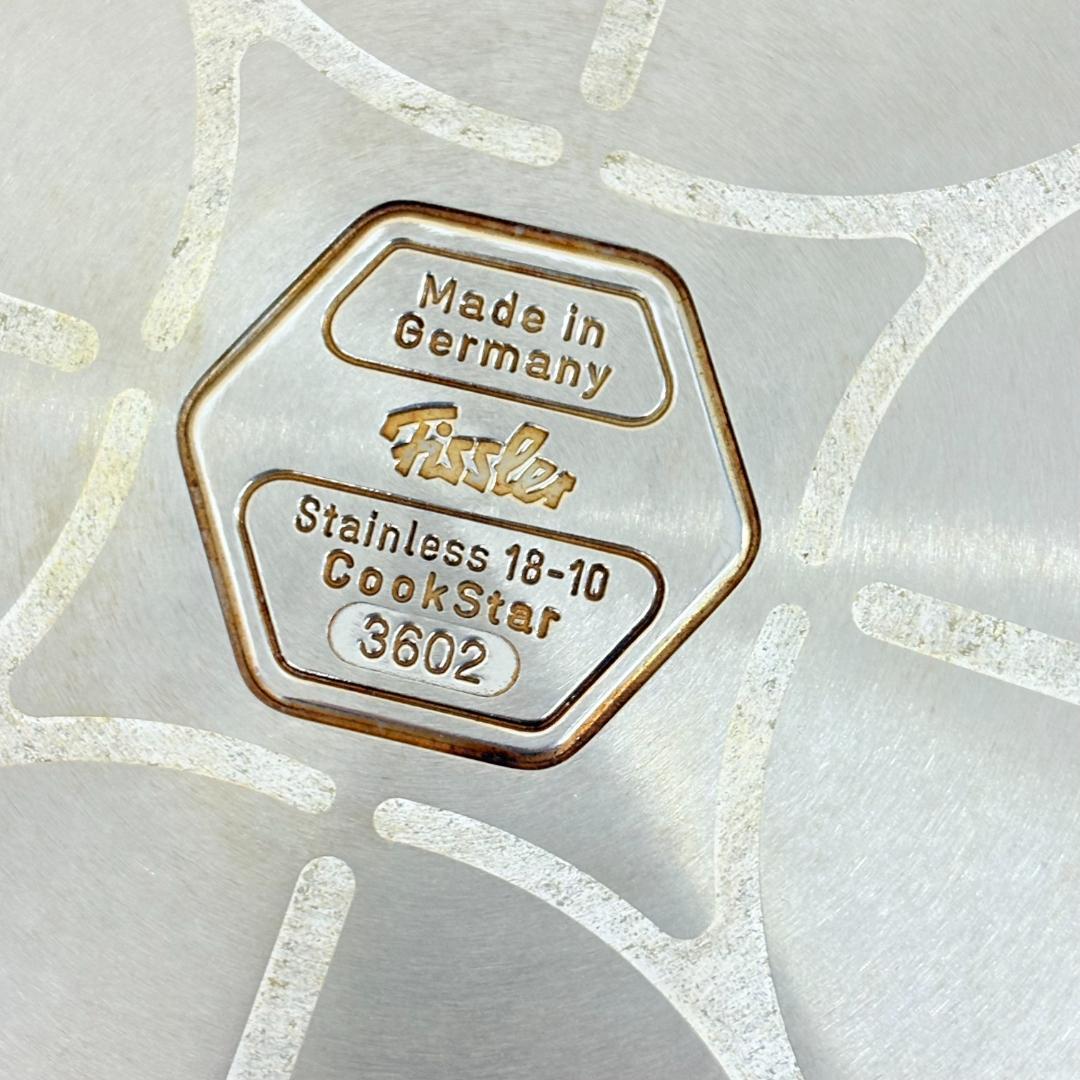 Made in
Germany
Fissler
Stainless 18-10
CookStar
3602